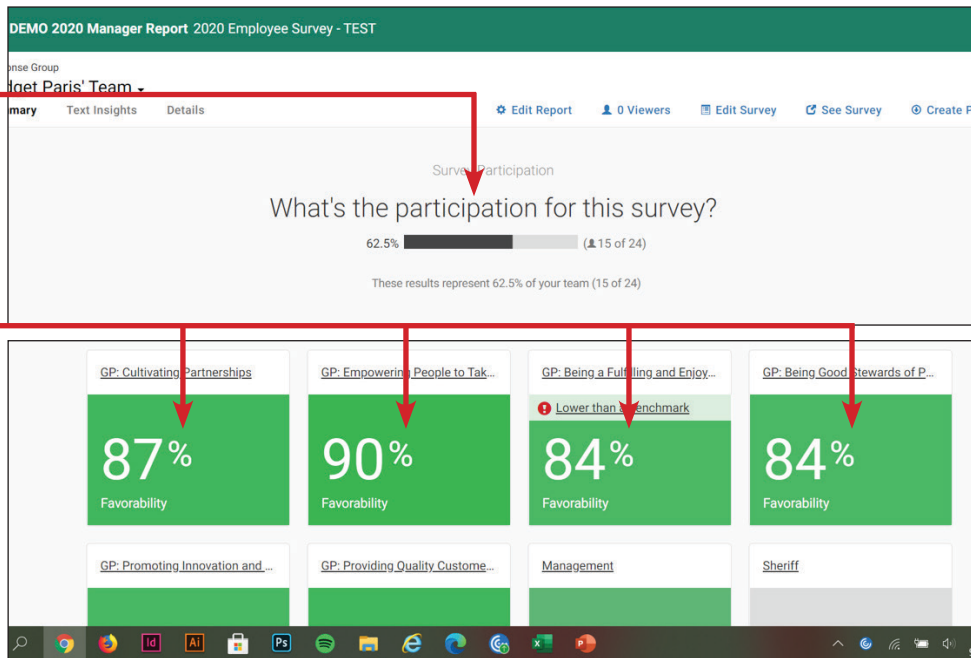 DEMO 2020 Manager Report 2020 Employee Survey - TEST
onse Group
dget Paris' Team
mary Text Insights Details Edit Report 0 Viewers Edit Survey See Survey Create P
Survey Participation
What's the participation for this survey?
62.5% (15 of 24)
These results represent 62.5% of your team (15 of 24)
GP: Cultivating Partnerships GP: Empowering People to Tak... GP: Being a Fulfilling and Enjoy... GP: Being Good Stewards of P...
Lower than a benchmark
87% 90% 84% 84%
Favorability Favorability Favorability Favorability
GP: Promoting Innovation and ... GP: Providing Quality Custome... Management Sheriff
Id Ai Ps